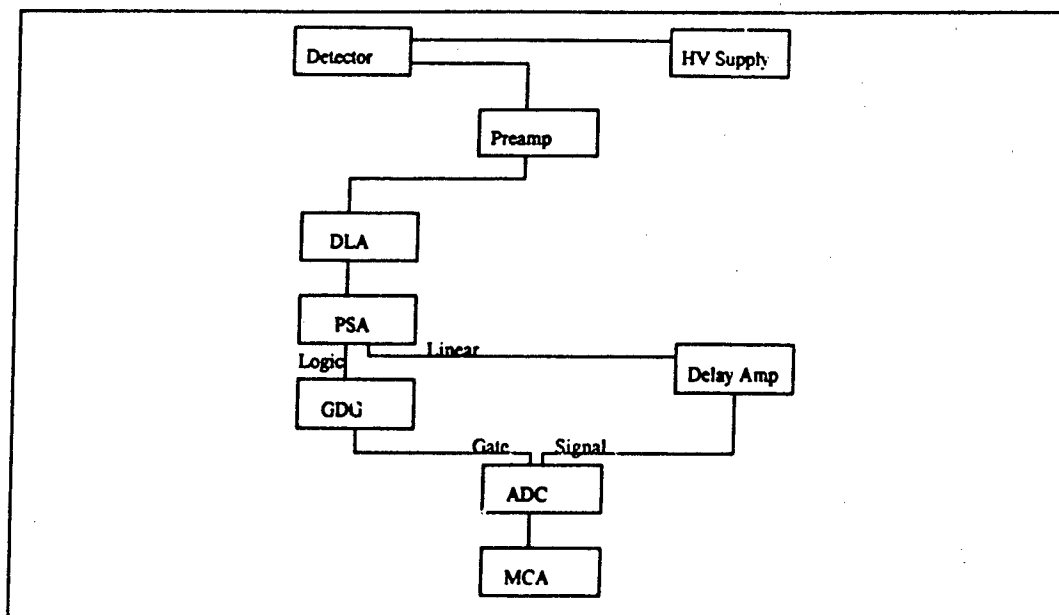 Detector
HV Supply
Preamp
DLA
PSA
Logic
Linear
Delay Amp
GDG
Gate
Signal
ADC
MCA